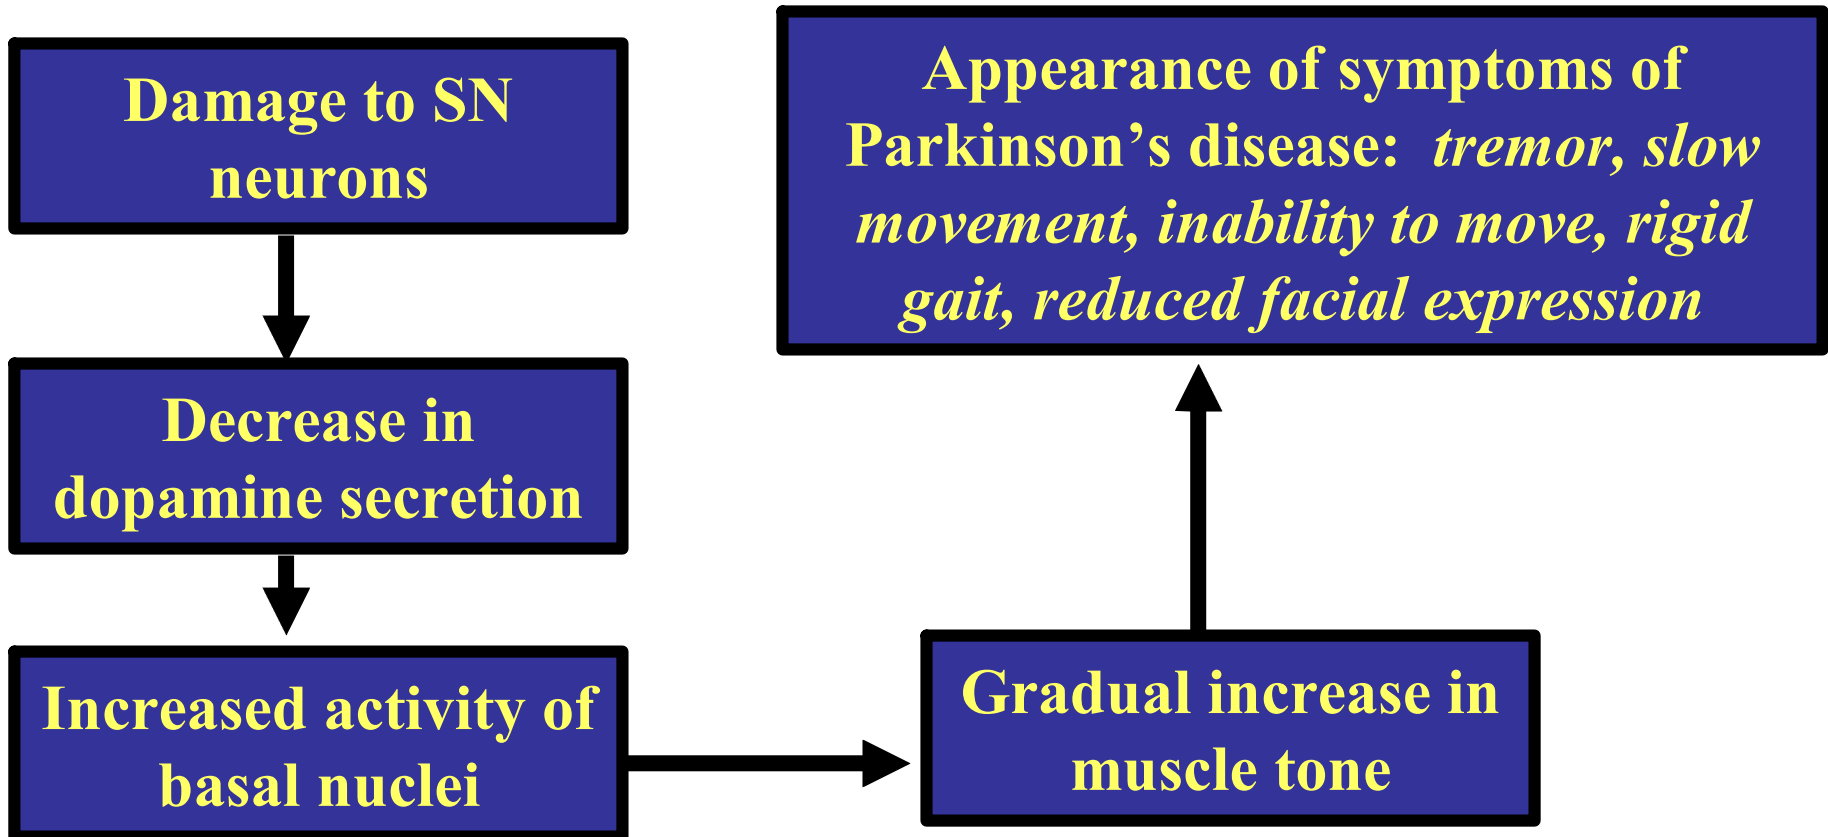 Damage to SN
neurons
Decrease in
dopamine secretion
Increased activity of
basal nuclei
Gradual increase in
muscle tone
Appearance of symptoms of
Parkinson’s disease:  tremor, slow
movement, inability to move, rigid
gait, reduced facial expression